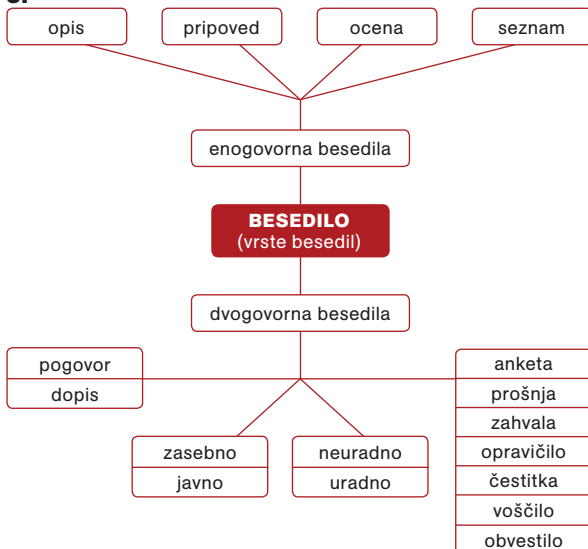 opis
pripoved
ocena
seznam
enogovorna besedila
BESEDILO
(vrste besedil)
dvogovorna besedila
pogovor
dopis
zasebno
javno
neuradno
uradno
anketa
prošnja
zahvala
opravičilo
čestitka
voščilo
obvestilo